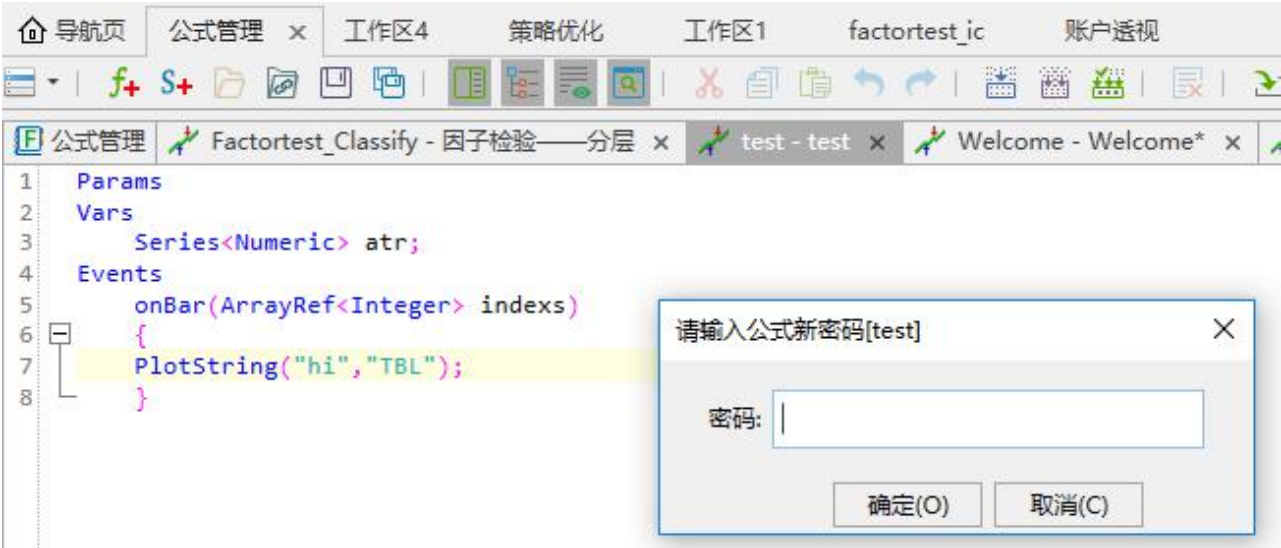 导航页 公式管理 × 工作区4 策略优化 工作区1 factortest_ic 账户透视
f+ S+
F 公式管理 Factortest_Classify - 因子检验——分层 × test - test × Welcome - Welcome* ×
1 Params
2 Vars
3 Series<Numeric> atr;
4 Events
5 onBar(ArrayRef<Integer> indexs)
6 {
7 PlotString("hi","TBL");
8 }
请输入公式新密码[test] ×
密码:
确定(O) 取消(C)